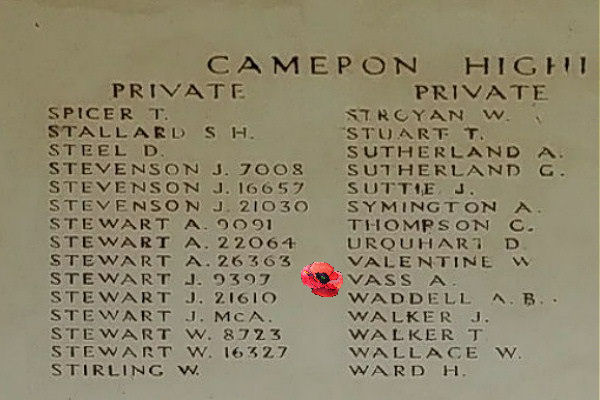 CAMERON HIGHL
PRIVATE
SPICER T.
STALLARD S. H.
STEEL D.
STEVENSON J. 7008
STEVENSON J. 16657
STEVENSON J. 21030
STEWART A. 9091
STEWART A. 22064
STEWART A. 26363
STEWART J. 9397
STEWART J. 21610
STEWART J. McA.
STEWART W. 8723
STEWART W. 16327
STIRLING W.
PRIVATE
STROYAN W.
STUART T.
SUTHERLAND A.
SUTHERLAND G.
SUTTIE J.
SYMINGTON A.
THOMPSON G.
URQUHART D.
VALENTINE W
VASS A.
WADDELL A. B.
WALKER J.
WALKER T
WALLACE W.
WARD H.